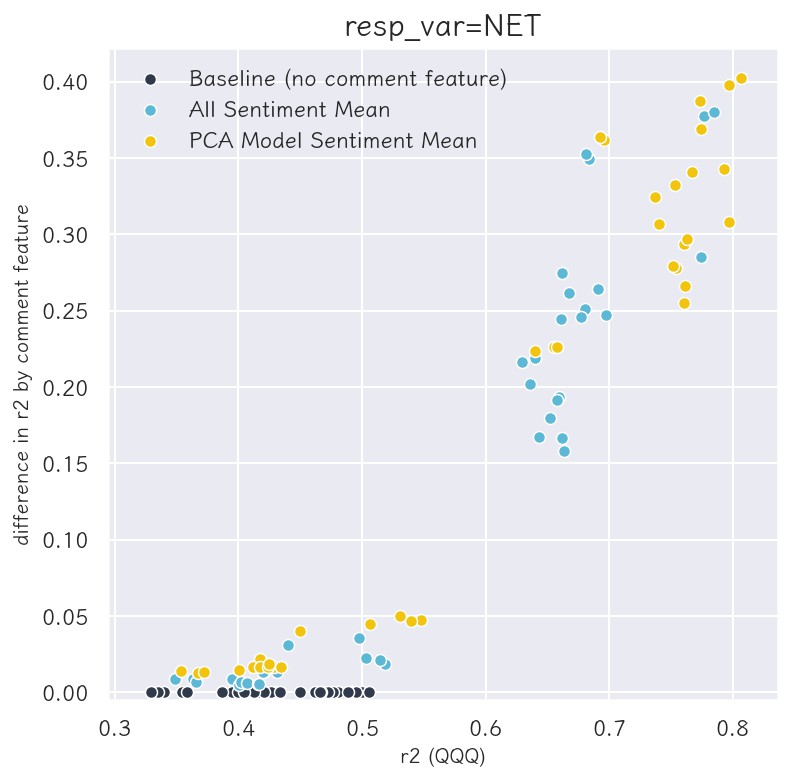 resp_var=NET
Baseline (no comment feature)
All Sentiment Mean
PCA Model Sentiment Mean
difference in r2 by comment feature
0.40
0.35
0.30
0.25
0.20
0.15
0.10
0.05
0.00
0.3 0.4 0.5 0.6 0.7 0.8
r2 (QQQ)